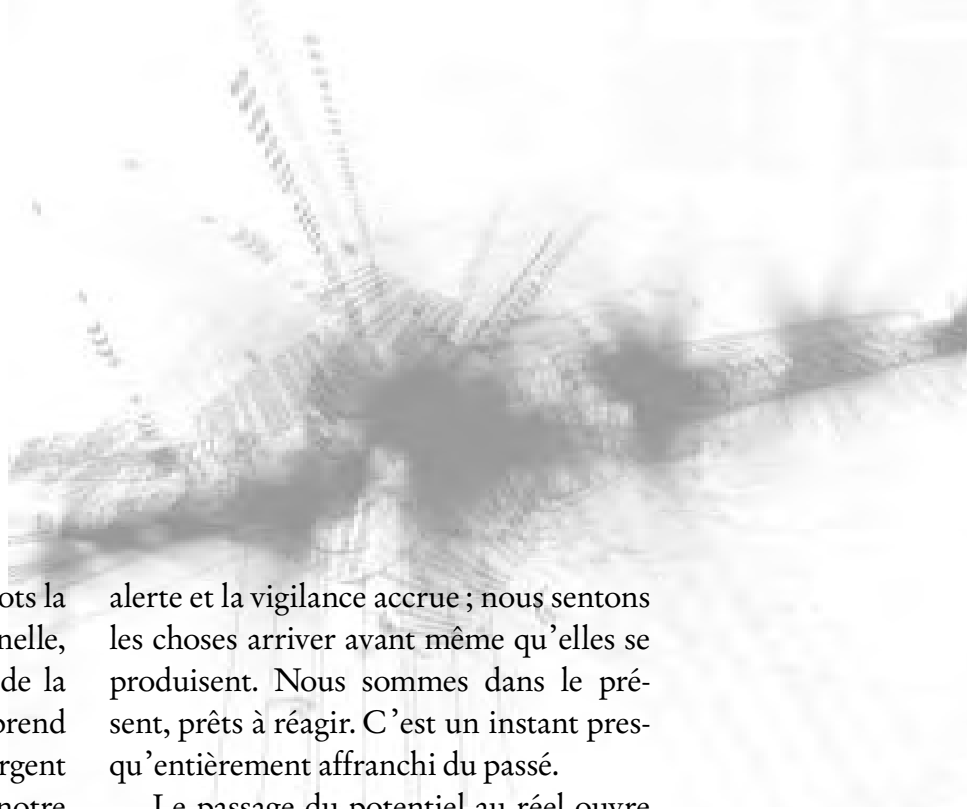 ots la
nelle,
de la
prend
rgent
notre
alerte et la vigilance accrue ; nous sentons
les choses arriver avant même qu’elles se
produisent. Nous sommes dans le pré-
sent, prêts à réagir. C’est un instant pres-
qu’entièrement affranchi du passé.
Le passage du potentiel au réel ouvre